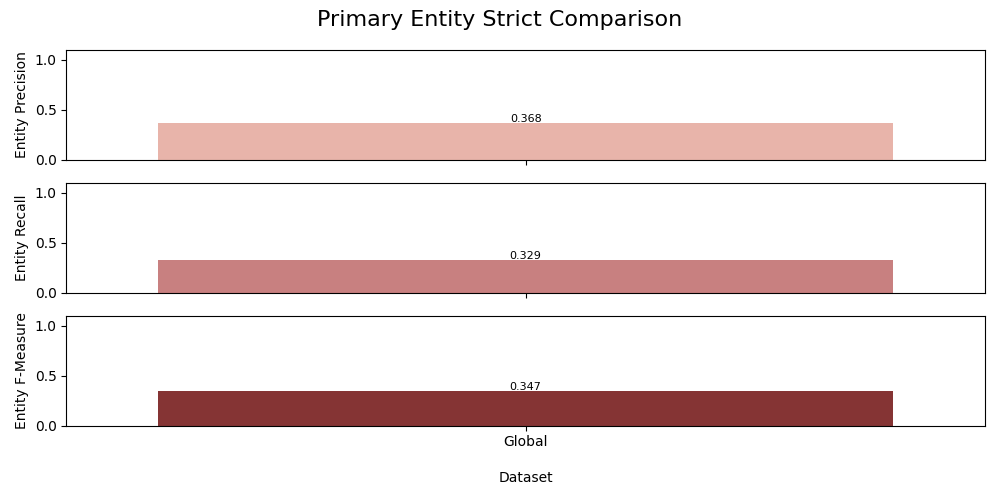 Primary Entity Strict Comparison
Entity Precision
1.0
0.5
0.0
0.368
Entity Recall
1.0
0.5
0.0
0.329
Entity F-Measure
1.0
0.5
0.0
0.347
Global
Dataset